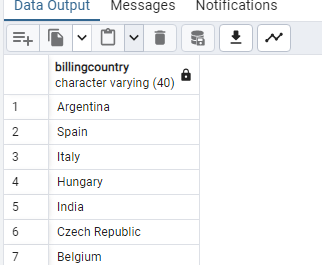 Data Output Messages Notifications
billingcountry
character varying (40)
1 Argentina
2 Spain
3 Italy
4 Hungary
5 India
6 Czech Republic
7 Belgium